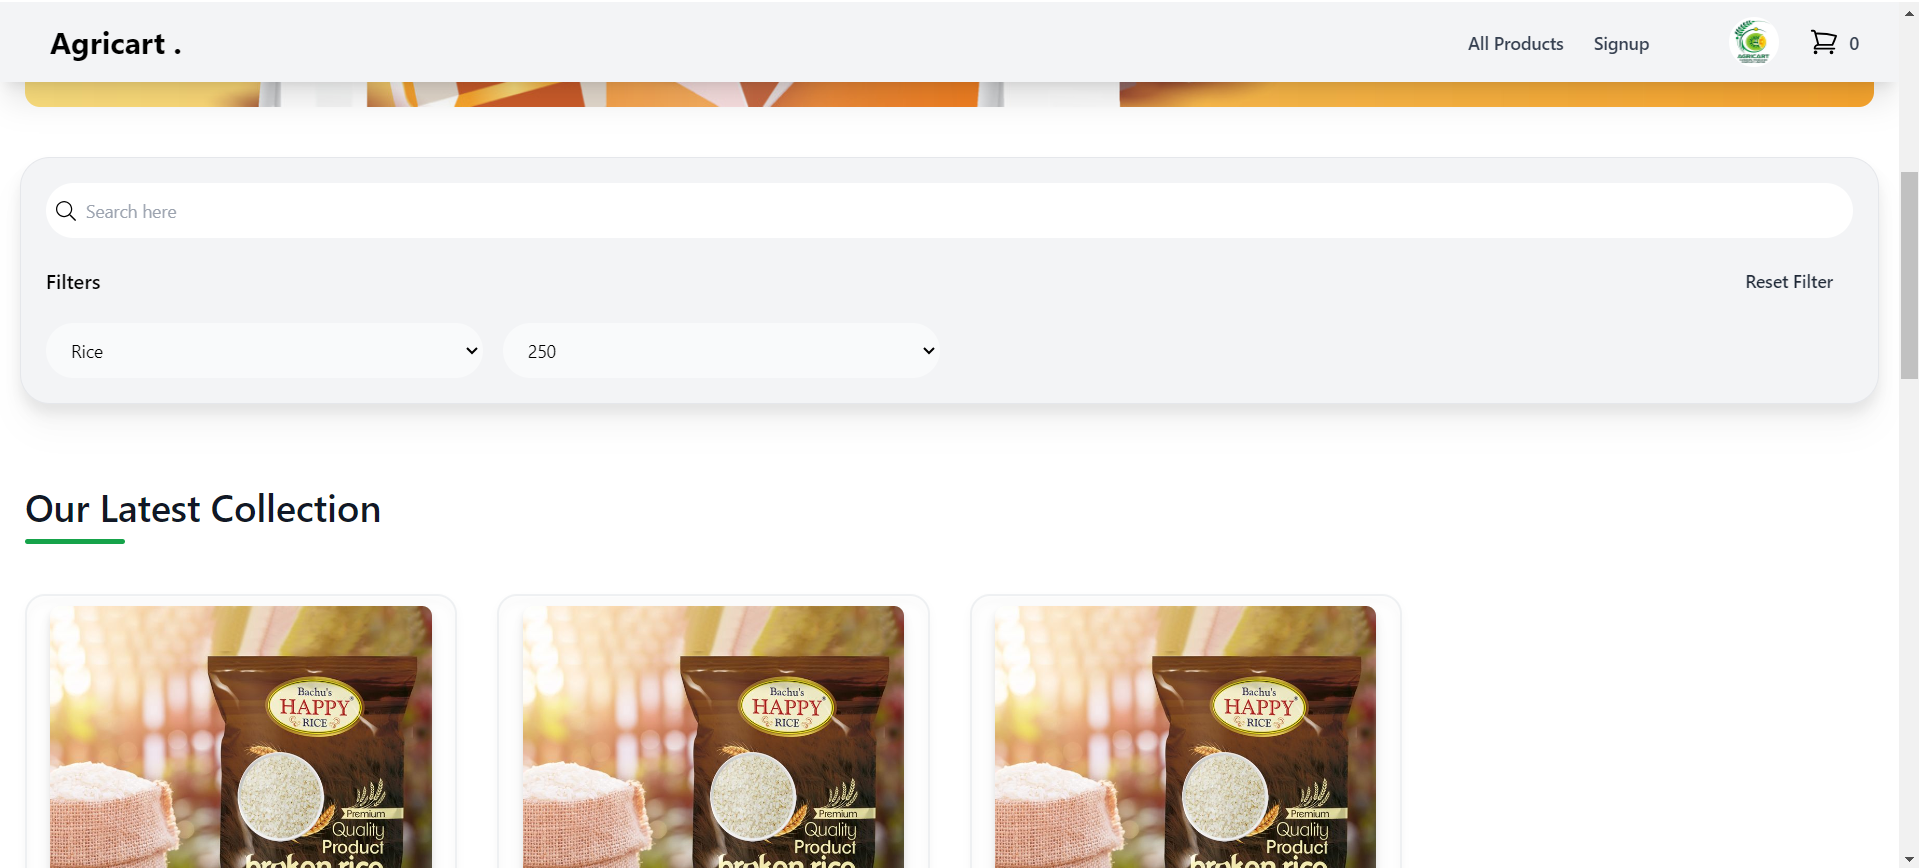 Agricart .
All Products
Signup
AGRICART
0
Search here
Filters
Reset Filter
Rice
250
Our Latest Collection
Bachu's
HAPPY
RICE
Premium
Quality
Product
broken rice
Bachu's
HAPPY
RICE
Premium
Quality
Product
broken rice
Bachu's
HAPPY
RICE
Premium
Quality
Product
broken rice